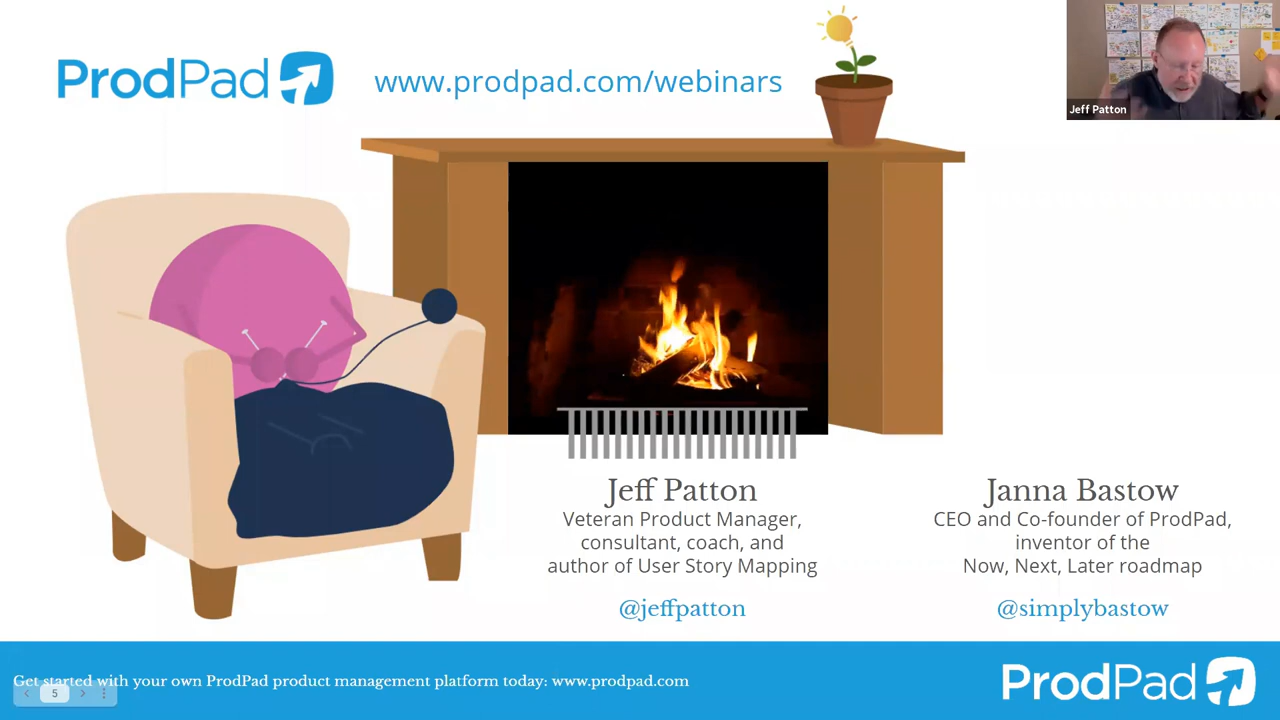 ProdPad
www.prodpad.com/webinars
Jeff Patton
Jeff Patton
Veteran Product Manager,
consultant, coach, and
author of User Story Mapping
@jeffpatton
Janna Bastow
CEO and Co-founder of ProdPad,
inventor of the
Now, Next, Later roadmap
@simplybastow
Get started with your own ProdPad product management platform today: www.prodpad.com
5
ProdPad